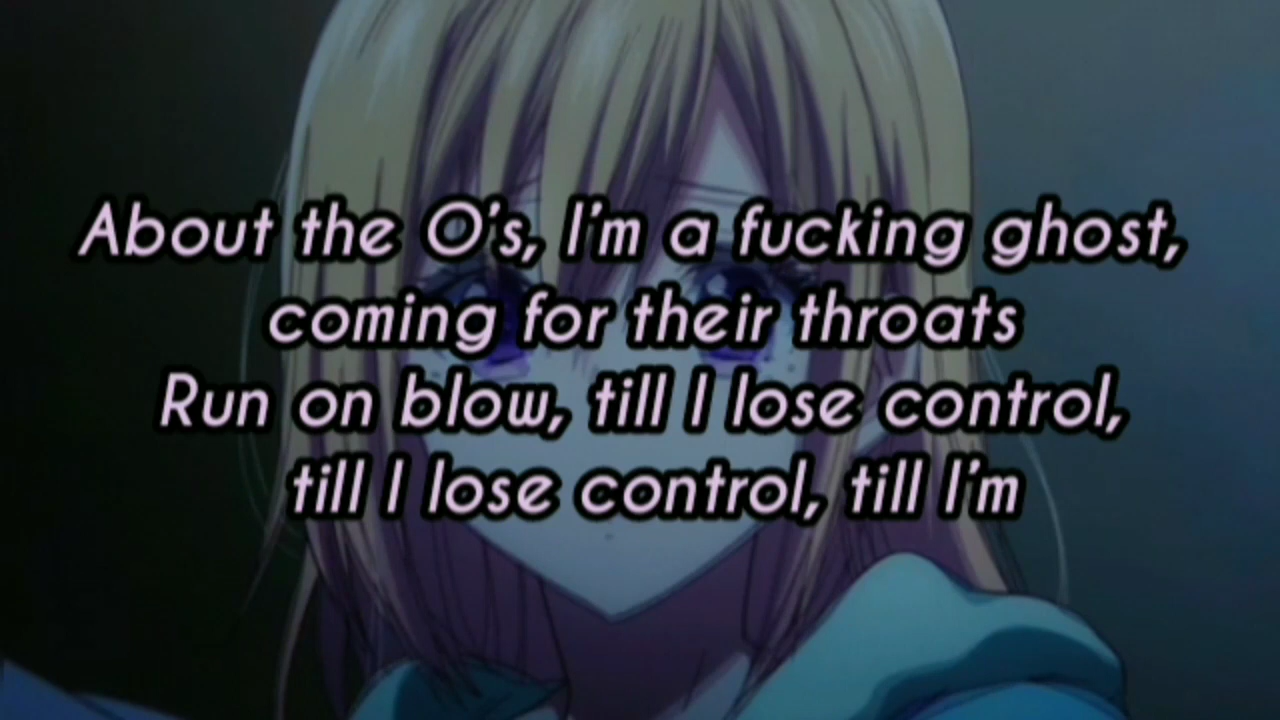 About the O's, I'm a fucking ghost,
coming for their throats
Run on blow, till I lose control,
till I lose control, till I'm